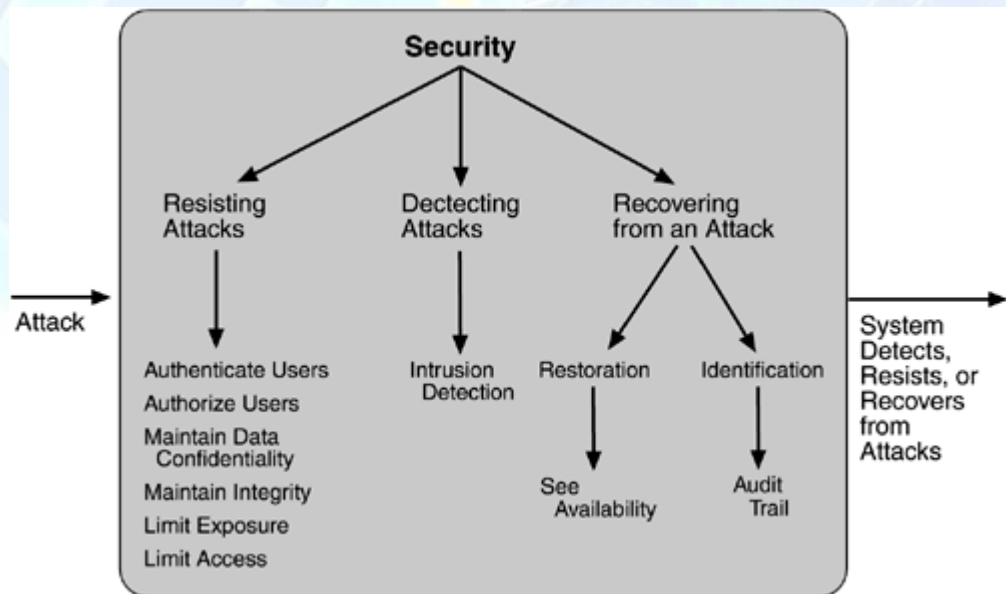 Security
Resisting
Attacks
Dectecting
Attacks
Recovering
from an Attack
Attack
Authenticate Users
Authorize Users
Maintain Data
Confidentiality
Maintain Integrity
Limit Exposure
Limit Access
Intrusion
Detection
Restoration
See
Availability
Identification
Audit
Trail
System
Detects,
Resists, or
Recovers
from
Attacks